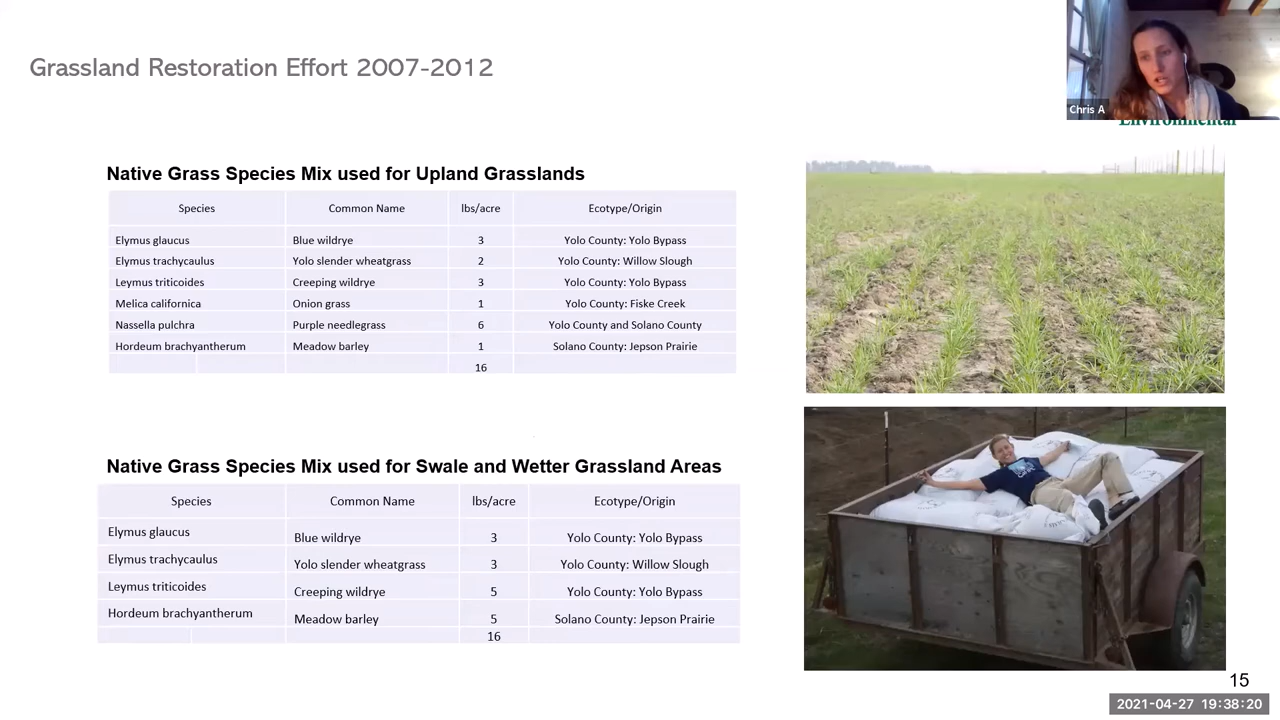 Grassland Restoration Effort 2007-2012
Chris A
Environmental
Native Grass Species Mix used for Upland Grasslands
Species Common Name lbs/acre Ecotype/Origin
Elymus glaucus Blue wildrye 3 Yolo County: Yolo Bypass
Elymus trachycaulus Yolo slender wheatgrass 2 Yolo County: Willow Slough
Leymus triticoides Creeping wildrye 3 Yolo County: Yolo Bypass
Melica californica Onion grass 1 Yolo County: Fiske Creek
Nassella pulchra Purple needlegrass 6 Yolo County and Solano County
Hordeum brachyantherum Meadow barley 1 Solano County: Jepson Prairie
16
Native Grass Species Mix used for Swale and Wetter Grassland Areas
Species Common Name lbs/acre Ecotype/Origin
Elymus glaucus Blue wildrye 3 Yolo County: Yolo Bypass
Elymus trachycaulus Yolo slender wheatgrass 3 Yolo County: Willow Slough
Leymus triticoides Creeping wildrye 5 Yolo County: Yolo Bypass
Hordeum brachyantherum Meadow barley 5 Solano County: Jepson Prairie
16
15
2021-04-27 19:38:20